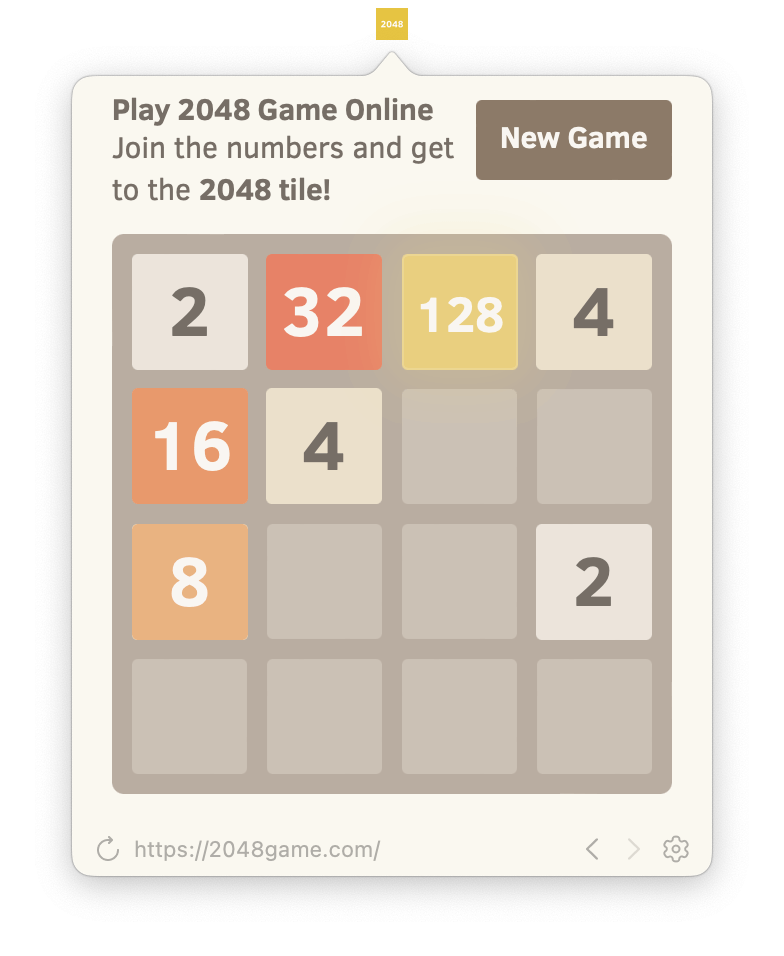 2048
Play 2048 Game Online
Join the numbers and get
to the 2048 tile!
New Game
2 32 128 4
16 4
8 2
https://2048game.com/